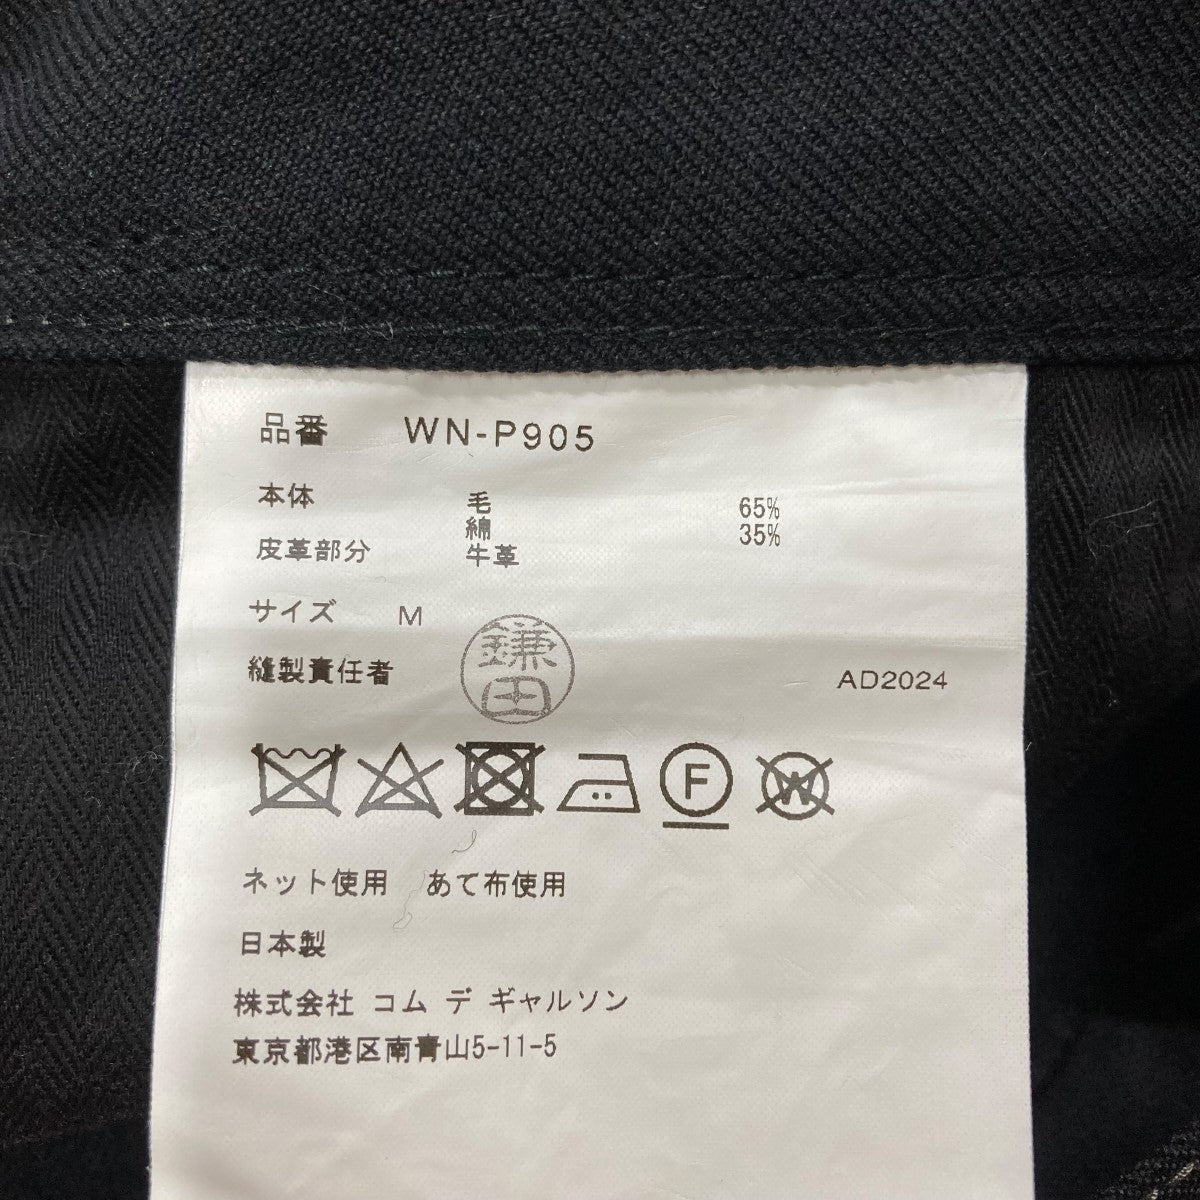 品番 WN-P905
本体 毛 65%
綿 35%
皮革部分 牛革
サイズ M
縫製責任者 鎌田 AD2024
F W
ネット使用 あて布使用
日本製
株式会社 コム デ ギャルソン
東京都港区南青山5-11-5